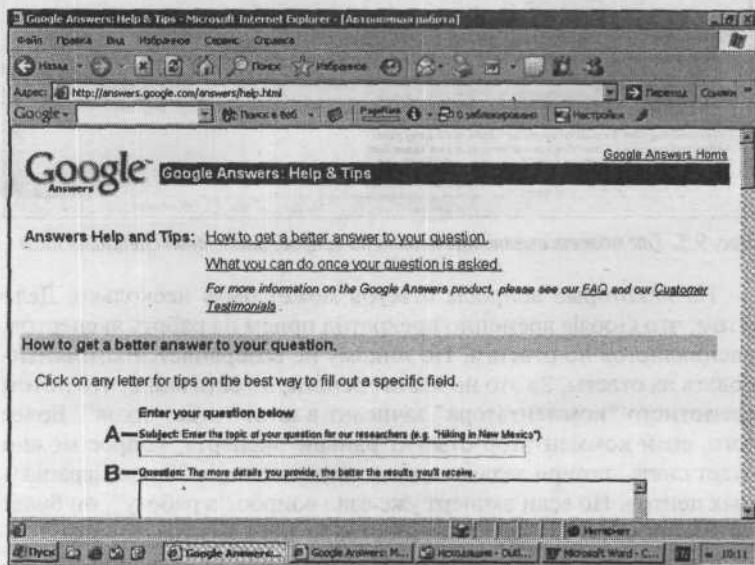 Google Answers: Help & Tips - Microsoft Internet Explorer - [Автономная работа]
Файл Правка Вид Избранное Сервис Справка
Назад Поиск Избранное
Адрес: http://answers.google.com/answers/help.html Переход Ссылки »
Google Поиск в веб PageRank 0 заблокировано Настройки
Google Answers Home
Google™
Answers
Google Answers: Help & Tips
Answers Help and Tips: How to get a better answer to your question.
What you can do once your question is asked.
For more information on the Google Answers product, please see our FAQ and our Customer
Testimonials.
How to get a better answer to your question.
Click on any letter for tips on the best way to fill out a specific field.
Enter your question below
A Subject: Enter the topic of your question for our researchers (e.g. "Hiking in New Mexico").
B Question: The more details you provide, the better the results you'll receive.
Интернет
Пуск Google Answers:... Google Answers: M... Исходящие - Outl... Microsoft Word - C... « 10:11